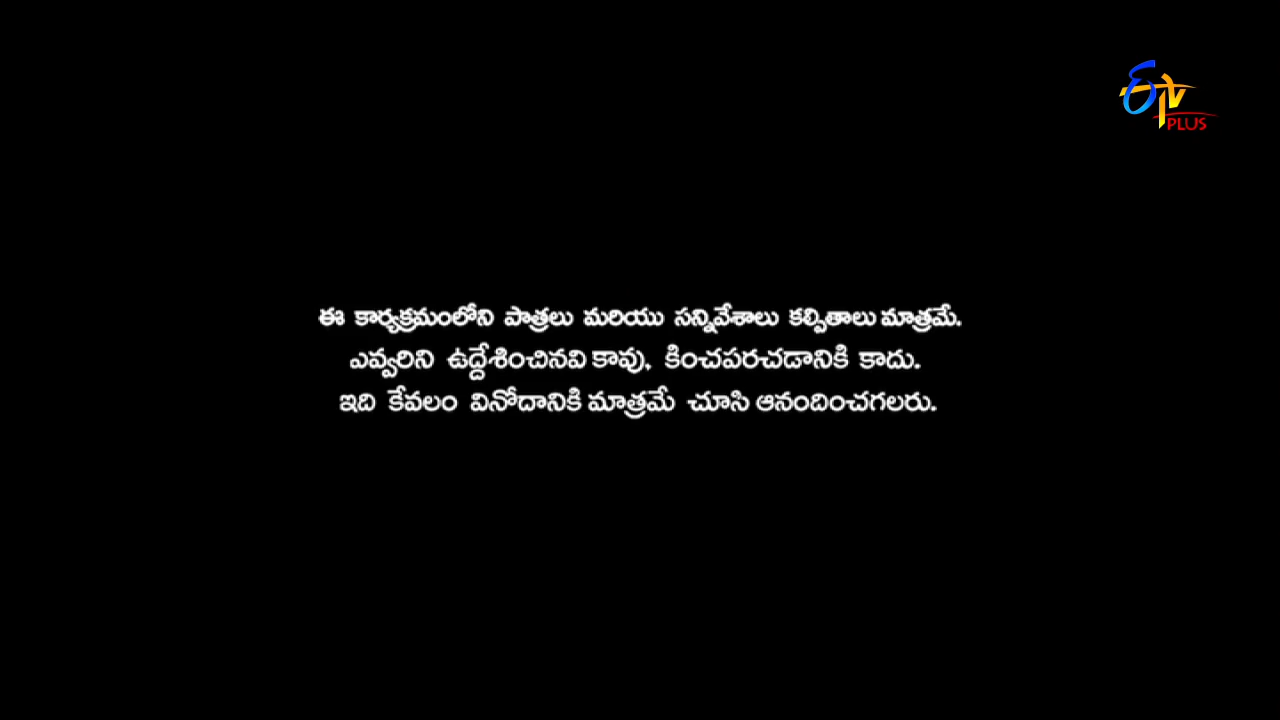 ETV PLUS
ఈ కార్యక్రమంలోని పాత్రలు మరియు సన్నివేశాలు కల్పితాలు మాత్రమే.
ఎవ్వరిని ఉద్దేశించినవి కావు, కించపరచడానికి కాదు.
ఇది కేవలం వినోదానికి మాత్రమే చూసి ఆనందించగలరు.